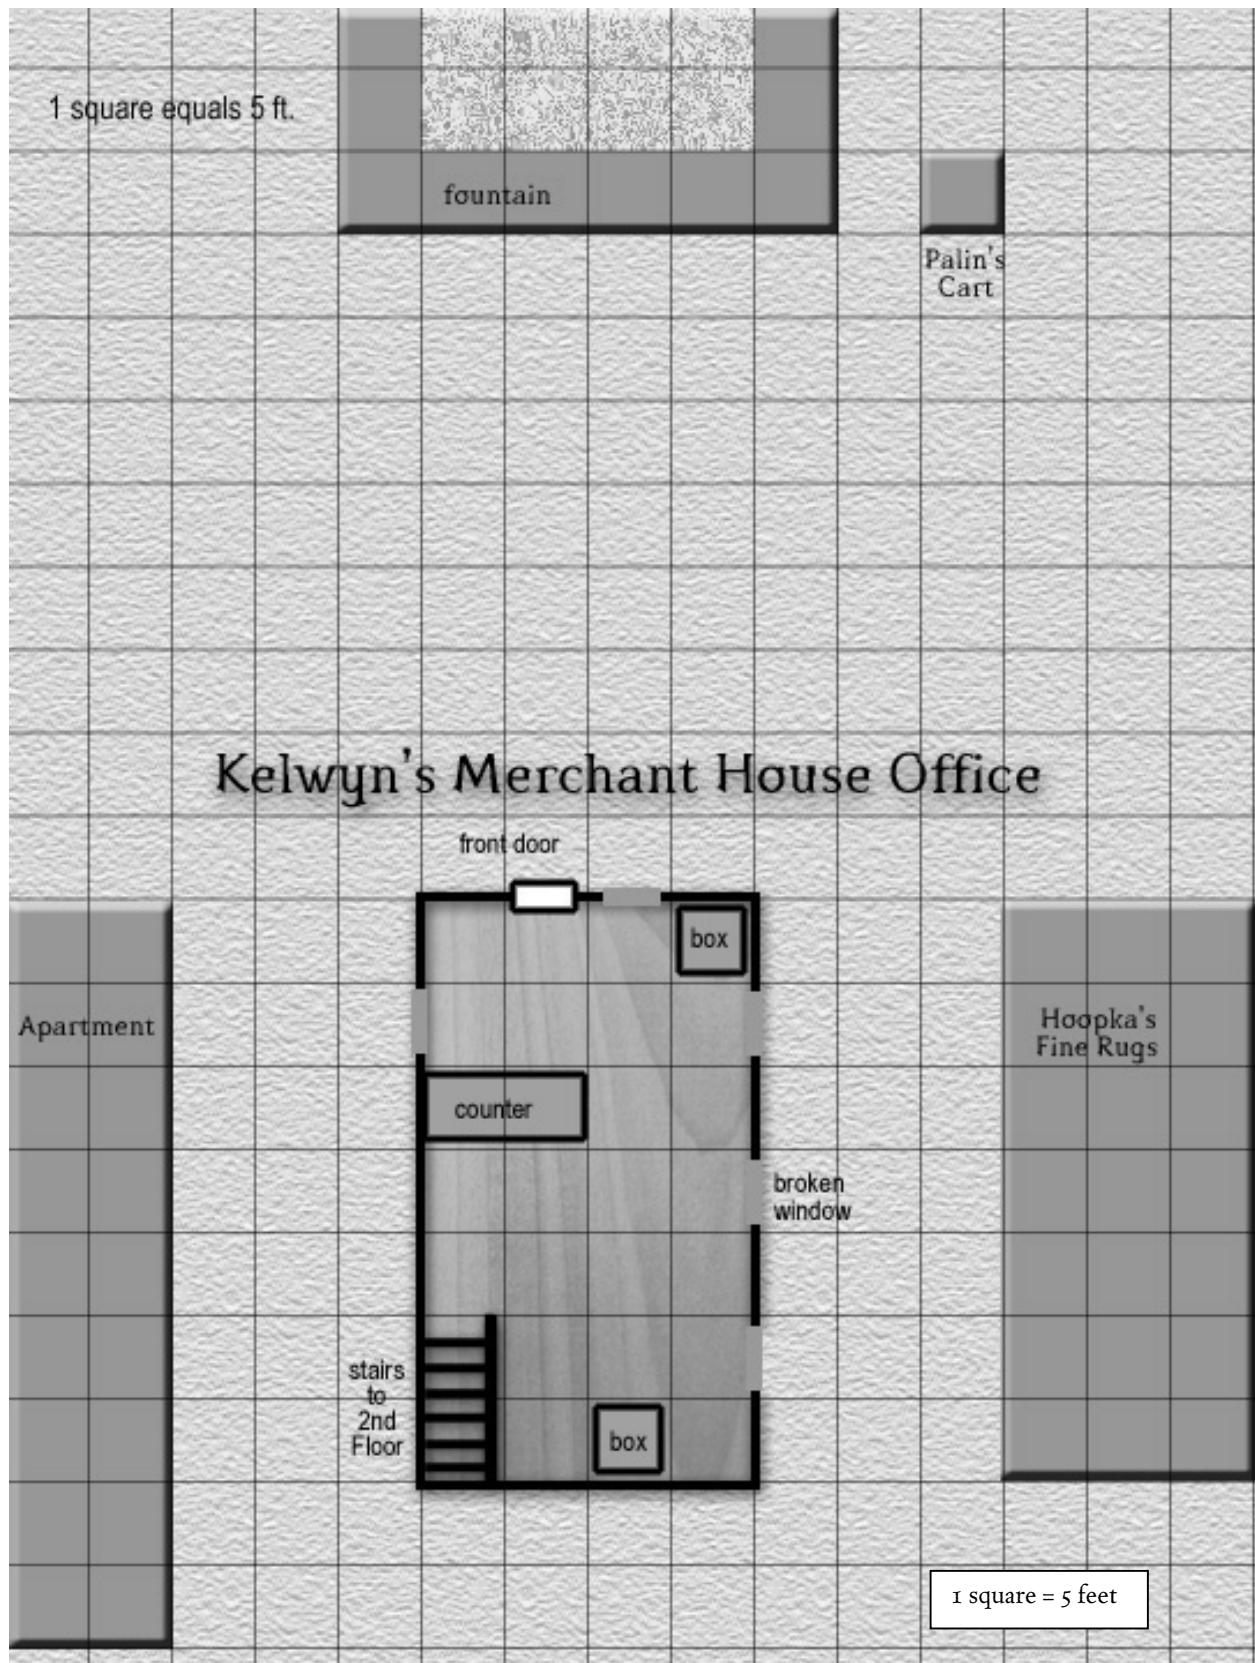 1 square equals 5 ft.
fountain
Palin's
Cart
Kelwyn's Merchant House Office
front door
box
Apartment
Hoopka's
Fine Rugs
counter
broken
window
stairs
to
2nd
Floor
box
1 square = 5 feet